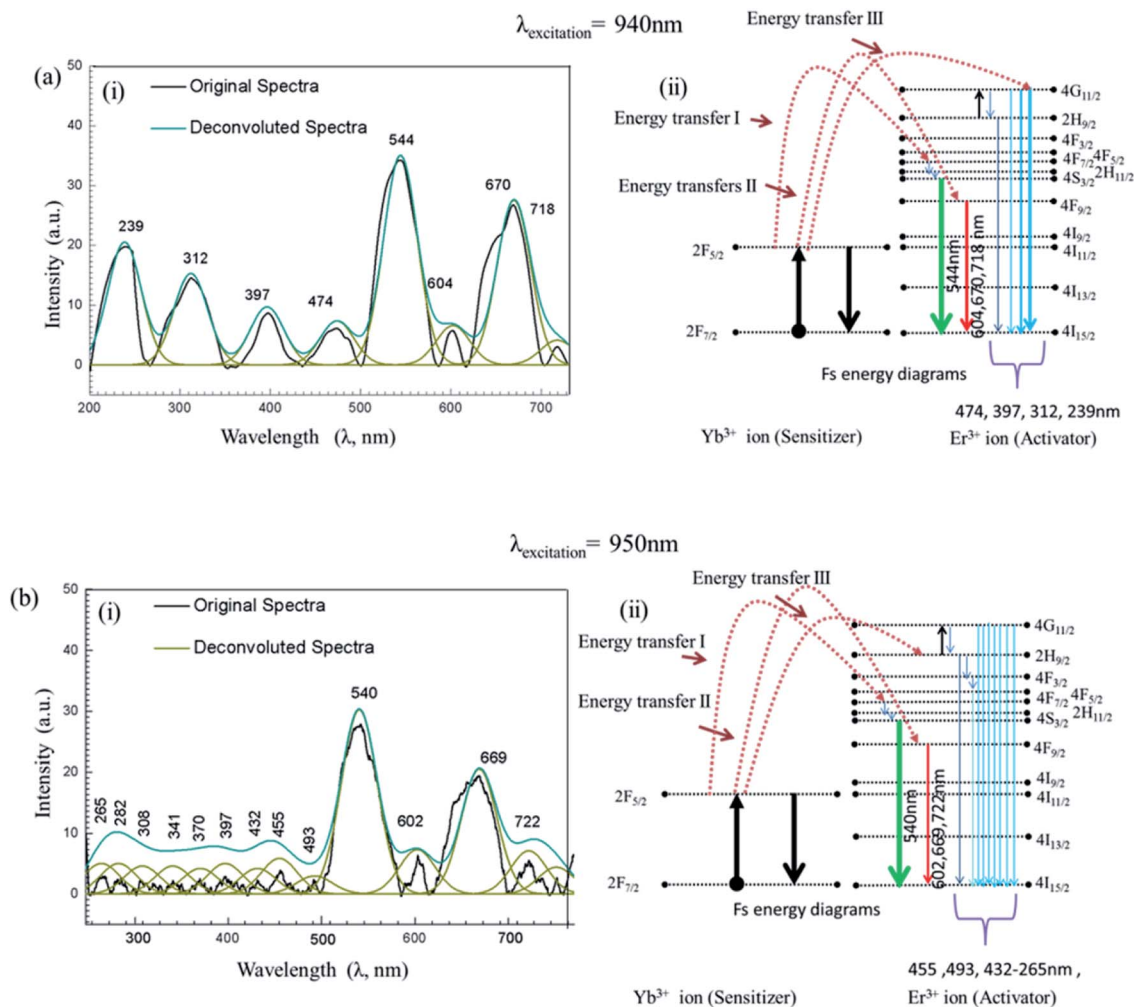 λexcitation= 940nm
(a)
(i)
Original Spectra
Deconvoluted Spectra
50
40
30
20
10
0
Intensity (a.u.)
239
312
397
474
544
604
670
718
200
300
400
500
600
700
Wavelength (λ, nm)
(ii)
Energy transfer III
Energy transfer I
Energy transfers II
2F5/2
2F7/2
4G11/2
2H9/2
4F3/2
4F7/2 4F5/2
2H11/2
4S3/2
4F9/2
4I9/2
4I11/2
4I13/2
4I15/2
544nm
604,670,718 nm
Fs energy diagrams
474, 397, 312, 239nm
Yb3+ ion (Sensitizer)
Er3+ ion (Activator)
λexcitation= 950nm
(b)
(i)
Original Spectra
Deconvoluted Spectra
50
40
30
20
10
0
Intensity (a.u.)
265
282
308
341
370
397
432
455
493
540
602
669
722
300
400
500
600
700
Wavelength (λ, nm)
(ii)
Energy transfer III
Energy transfer I
Energy transfer II
2F5/2
2F7/2
4G11/2
2H9/2
4F3/2
4F7/2 4F5/2
2H11/2
4S3/2
4F9/2
4I9/2
4I11/2
4I13/2
4I15/2
540nm
602,669,722nm
Fs energy diagrams
455 ,493, 432-265nm ,
Yb3+ ion (Sensitizer)
Er3+ ion (Activator)